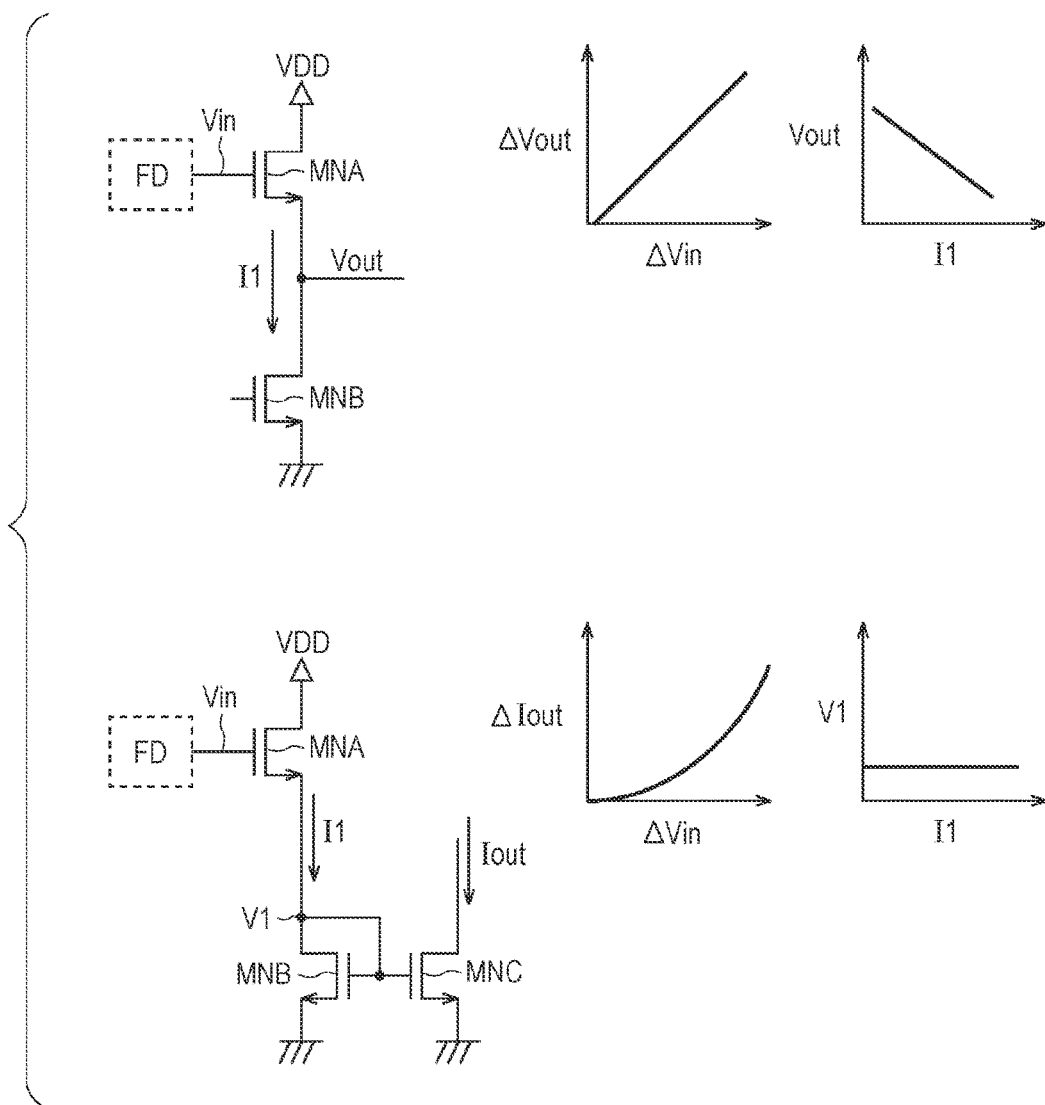 VDD
Vin
FD
MNA
I1
Vout
MNB
ΔVout
ΔVin
Vout
I1
VDD
Vin
FD
MNA
I1
Iout
V1
MNB
MNC
ΔIout
ΔVin
V1
I1